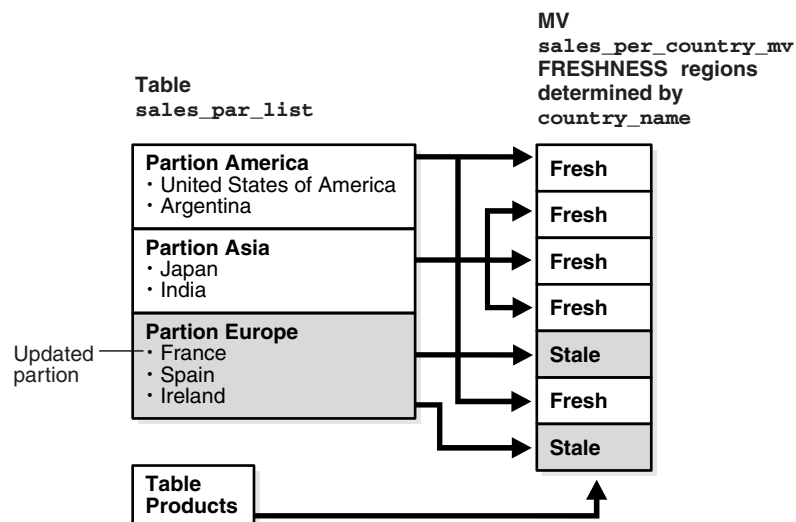 MV
sales_per_country_mv
FRESHNESS regions
determined by
country_name
Table
sales_par_list
Partion America
· United States of America
· Argentina
Partion Asia
· Japan
· India
Partion Europe
· France
· Spain
· Ireland
Updated
partion
Fresh
Fresh
Fresh
Fresh
Stale
Fresh
Stale
Table
Products